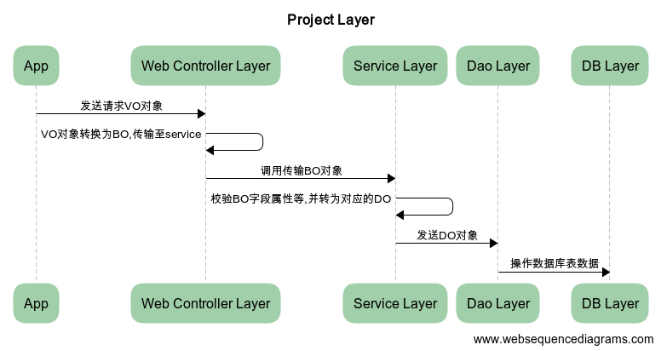 Project Layer
App
Web Controller Layer
Service Layer
Dao Layer
DB Layer
发送请求VO对象
VO对象转换为BO,传输至service
调用传输BO对象
校验BO字段属性等,并转为对应的DO
发送DO对象
操作数据库表数据
App
Web Controller Layer
Service Layer
Dao Layer
DB Layer
www.websequencediagrams.com